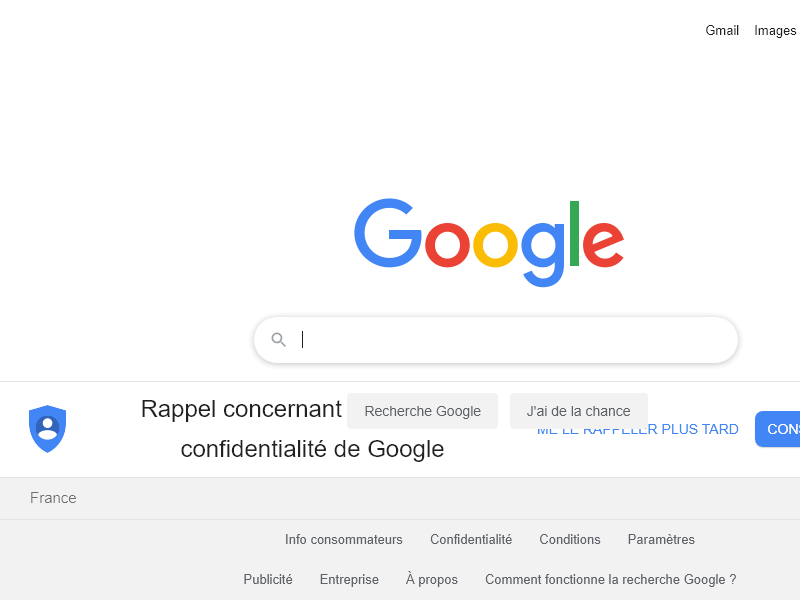 Gmail Images
Google
Rappel concernant
confidentialité de Google
Recherche Google J'ai de la chance
ME LE RAPPELER PLUS TARD
CONS
France
Info consommateurs Confidentialité Conditions Paramètres
Publicité Entreprise À propos Comment fonctionne la recherche Google ?